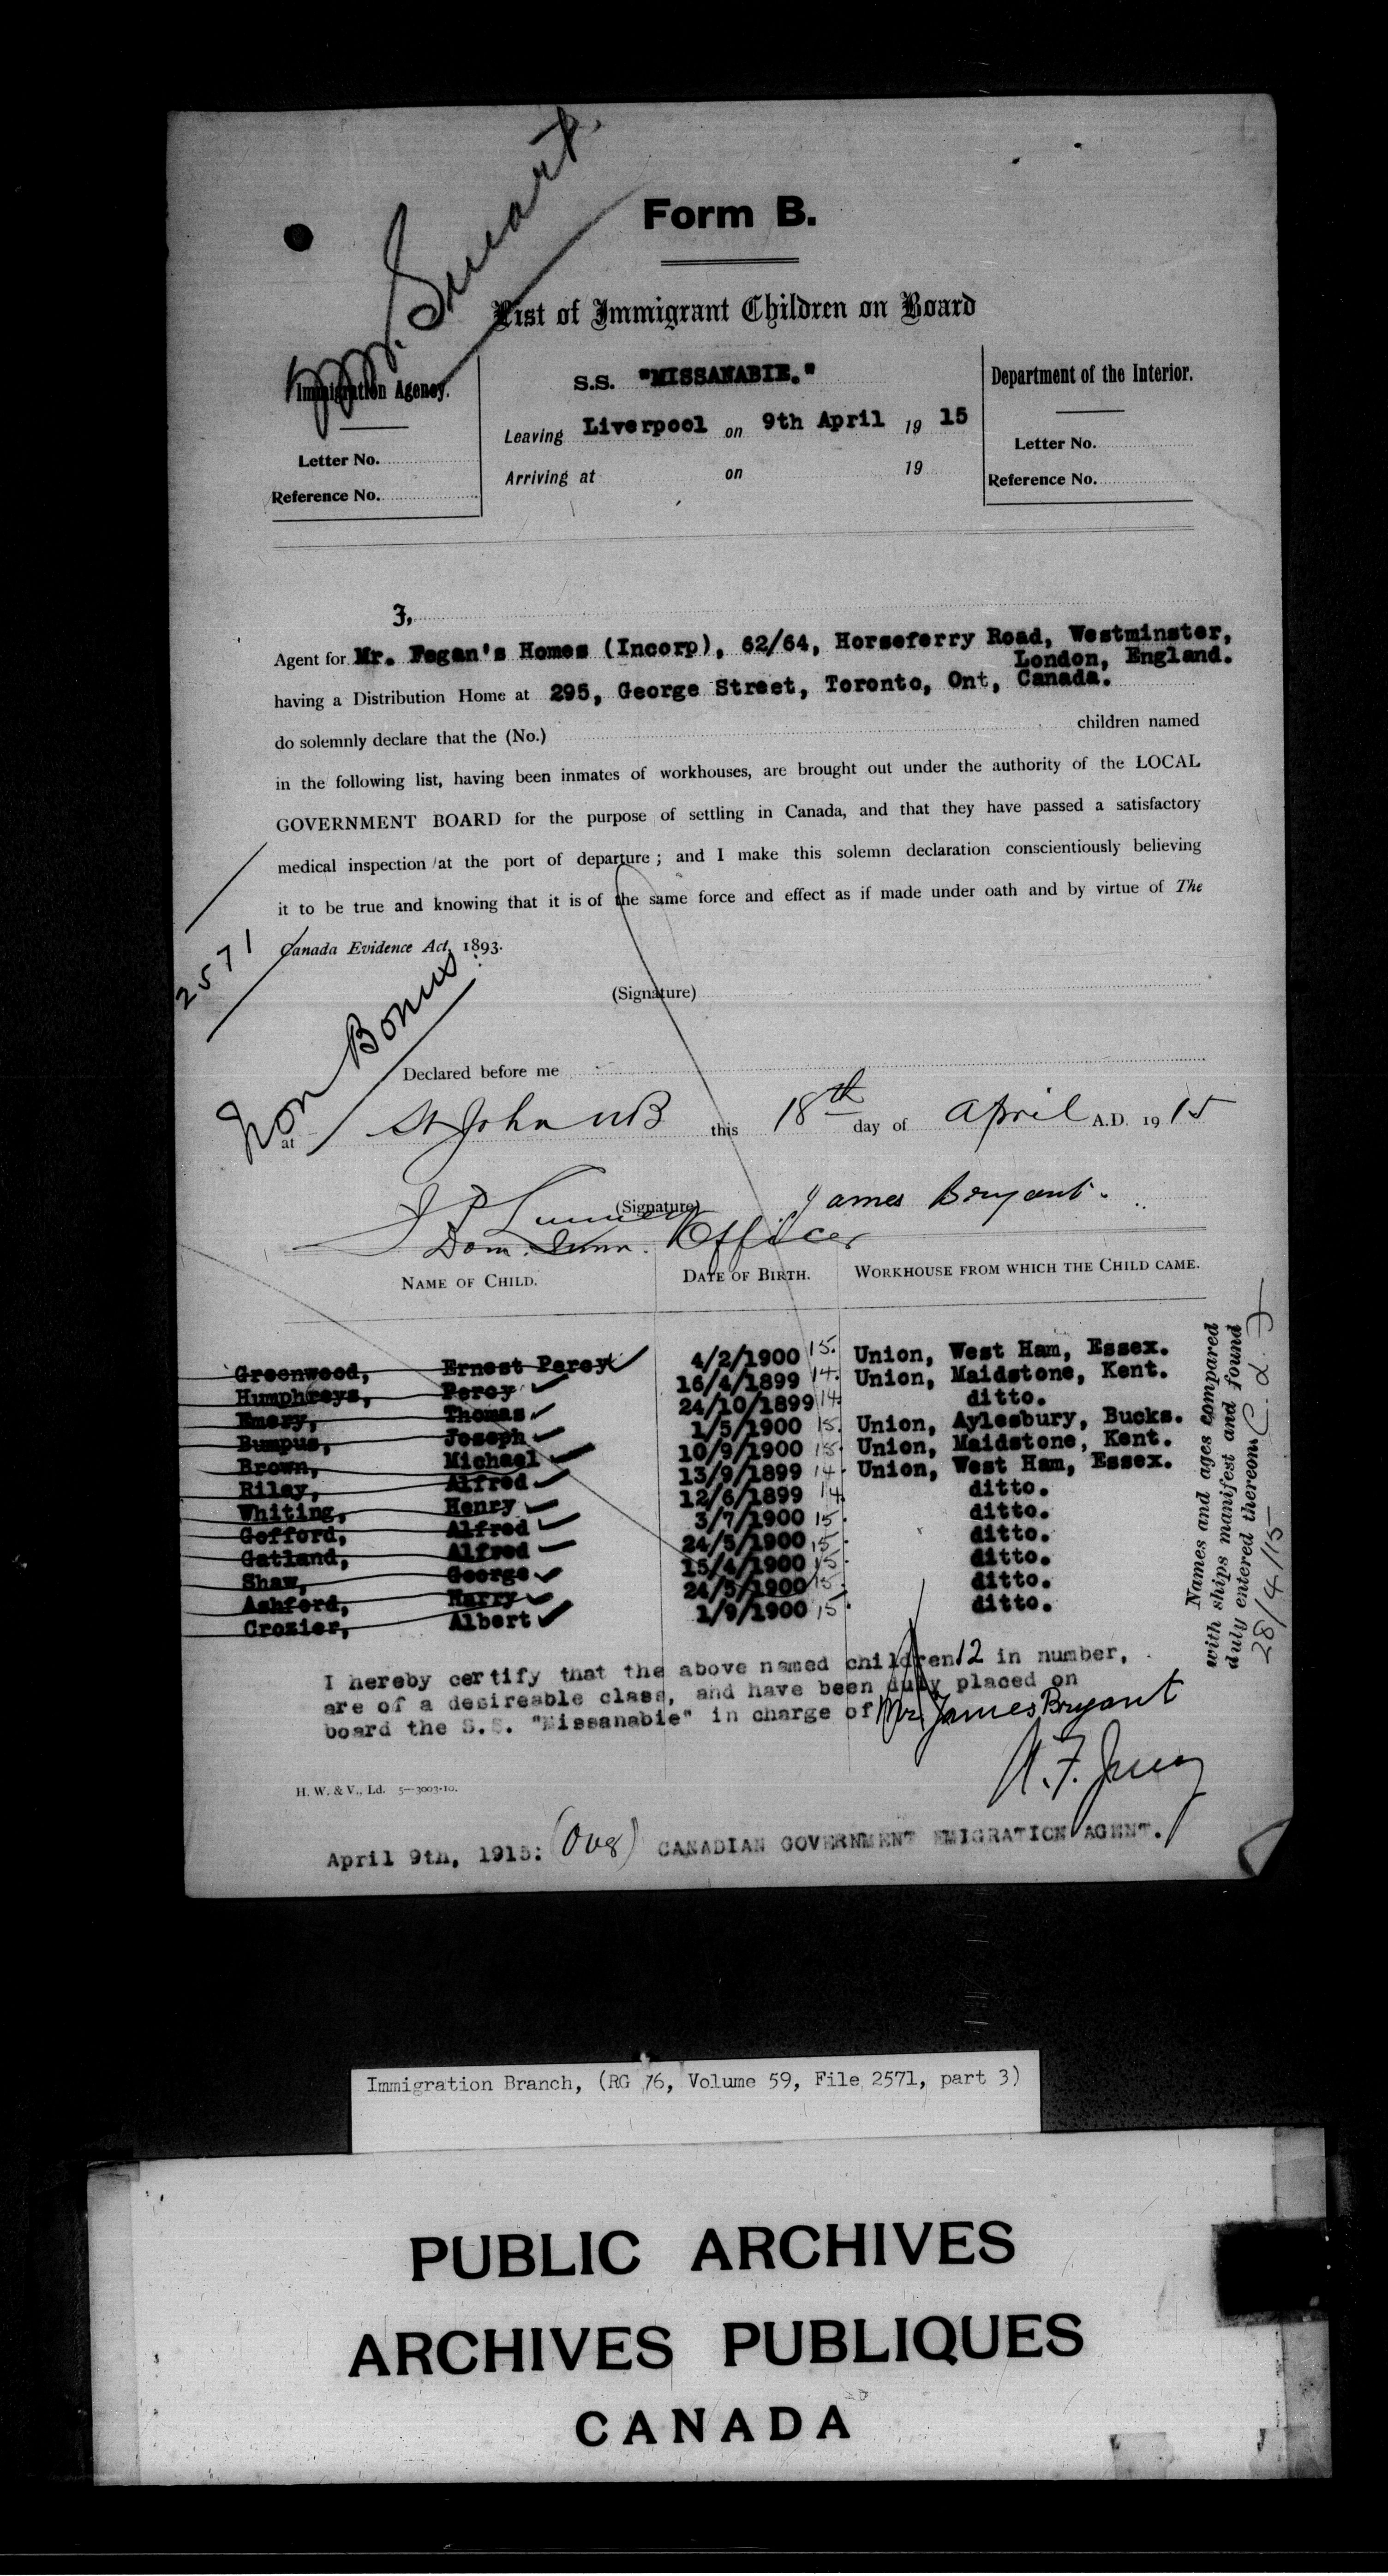 Mr. Smart.
Form B.
List of Immigrant Children on Board
Immigration Agency.
Letter No.
Reference No.
S.S. "MISSANABIE."
Leaving Liverpool on 9th April 19 15
Arriving at on 19
Department of the Interior.
Letter No.
Reference No.
I,
Agent for Mr. Fegan's Homes (Incorp), 62/64, Horseferry Road, Westminster,
London, England.
having a Distribution Home at 295, George Street, Toronto, Ont, Canada.
do solemnly declare that the (No.) children named
in the following list, having been inmates of workhouses, are brought out under the authority of the LOCAL
GOVERNMENT BOARD for the purpose of settling in Canada, and that they have passed a satisfactory
medical inspection at the port of departure; and I make this solemn declaration conscientiously believing
it to be true and knowing that it is of the same force and effect as if made under oath and by virtue of The
Canada Evidence Act, 1893.
2571
Non Bonus
(Signature)
Declared before me
at St John NB this 18th day of April A.D. 19 15
(Signature) James Bryant.
Dom. Imm. Officer
NAME OF CHILD. DATE OF BIRTH. WORKHOUSE FROM WHICH THE CHILD CAME.
Greenwood, Ernest Percy 4/2/1900 15. Union, West Ham, Essex.
Humphreys, Percy 16/4/1899 14. Union, Maidstone, Kent.
Emery, Thomas 24/10/1899 14. ditto.
Bumpus, Joseph 1/5/1900 15. Union, Aylesbury, Bucks.
Brown, Michael 10/9/1900 15. Union, Maidstone, Kent.
Riley, Alfred 13/9/1899 14. Union, West Ham, Essex.
Whiting, Henry 12/6/1899 14. ditto.
Gofford, Alfred 3/7/1900 15. ditto.
Gatland, Alfred 24/5/1900 15. ditto.
Shaw, George 15/4/1900 15. ditto.
Ashford, Harry 24/5/1900 15. ditto.
Crozier, Albert 1/9/1900 15. ditto.
Names and ages compared
with ships manifest and found
duly entered thereon.
28/4/15
I hereby certify that the above named children 12 in number,
are of a desireable class, and have been duly placed on
board the S.S. "Missanabie" in charge of Mr James Bryant
H. W. & V., Ld. 5—3003-10.
April 9th, 1915: (Over) CANADIAN GOVERNMENT EMIGRATION AGENT.
Immigration Branch, (RG 76, Volume 59, File 2571, part 3)
PUBLIC ARCHIVES
ARCHIVES PUBLIQUES
CANADA